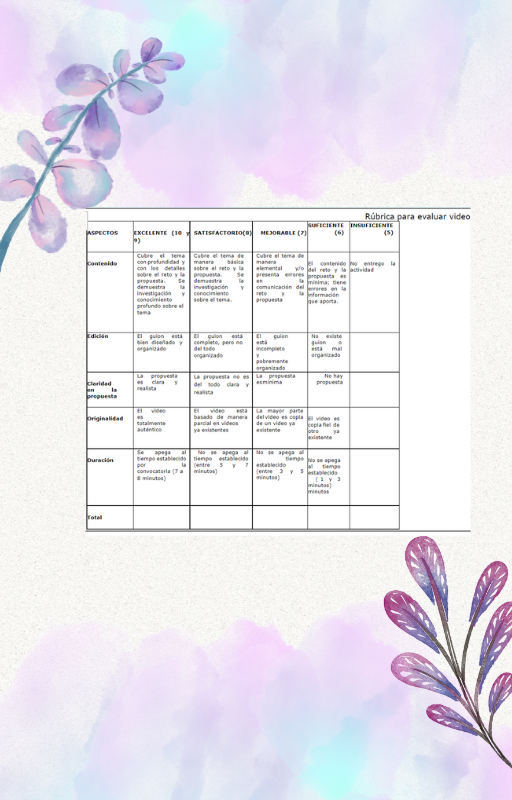 Rúbrica para evaluar video
ASPECTOS
EXCELENTE (10 y
9)
SATISFACTORIO(8)
MEJORABLE (7)
SUFICIENTE
(6)
INSUFICIENTE
(5)
Contenido
Cubre el tema
con profundidad y
con los detalles
sobre el reto y la
propuesta. Se
demuestra la
investigación y
conocimiento
profundo sobre el
tema
Cubre el tema de
manera básica
sobre el reto y la
propuesta. Se
demuestra la
investigación y
conocimiento
sobre el tema.
Cubre el tema de
manera
elemental y/o
presenta errores
en la
comunicación del
reto y la
propuesta
El contenido
del reto y la
propuesta es
mínima; tiene
errores en la
información
que aporta.
No entrego la
actividad
Edición
El guion está
bien diseñado y
organizado
El guion está
completo, pero no
del todo
organizado
El guion
está
incompleto
y
pobremente
organizado
No existe
guion o
está mal
organizado
Claridad
en la
propuesta
La propuesta
es clara y
realista
La propuesta no es
del todo clara y
realista
La propuesta
esmínima
No hay
propuesta
Originalidad
El video
es
totalmente
auténtico
El video está
basado de manera
parcial en videos
ya existentes
La mayor parte
del video es copia
de un video ya
existente
El video es
copia fiel de
otro ya
existente
Duración
Se apega al
tiempo establecido
por la
convocatoria (7 a
8 minutos)
No se apega al
tiempo establecido
(entre 5 y 7
minutos)
No se apega al
tiempo
establecido
(entre 3 y 5
minutos)
No se apega
al tiempo
establecido
( 1 y 3
minutos)
minutos
Total